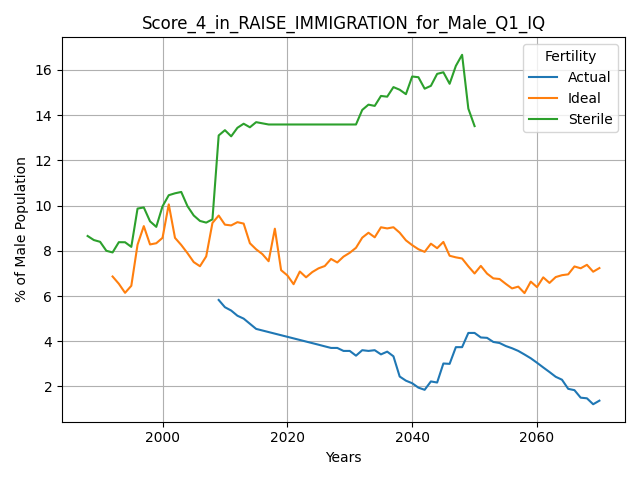 Score_4_in_RAISE_IMMIGRATION_for_Male_Q1_IQ
% of Male Population
16
14
12
10
8
6
4
2
Fertility
Actual
Ideal
Sterile
2000
2020
2040
2060
Years